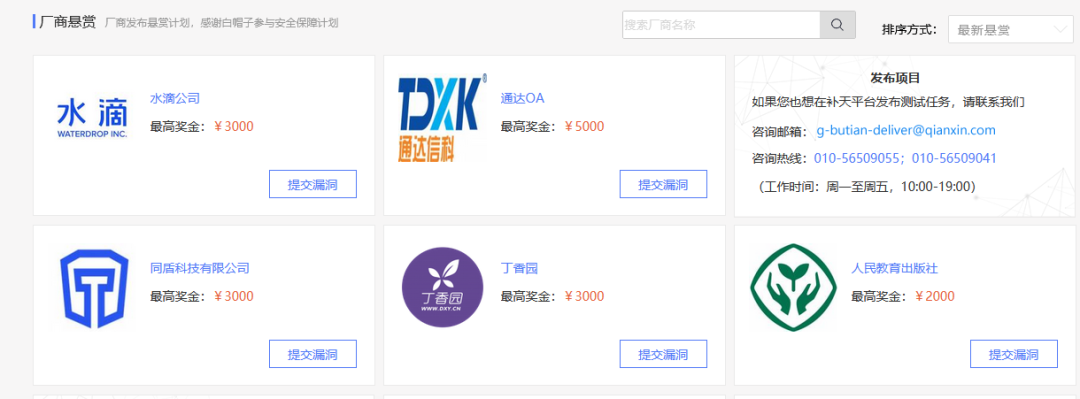 厂商悬赏 厂商发布悬赏计划，感谢白帽子参与安全保障计划
搜索厂商名称
排序方式： 最新悬赏
水滴
WATERDROP INC.
水滴公司
最高奖金：￥3000
提交漏洞
TDXK®
通达信科
通达OA
最高奖金：￥5000
提交漏洞
发布项目
如果您也想在补天平台发布测试任务，请联系我们
咨询邮箱： g-butian-deliver@qianxin.com
咨询热线：010-56509055；010-56509041
（工作时间：周一至周五，10:00-19:00）
同盾科技有限公司
最高奖金：￥3000
提交漏洞
丁香园
WWW.DXY.CN
丁香园
最高奖金：￥3000
提交漏洞
人民教育出版社
最高奖金：￥2000
提交漏洞